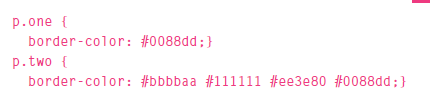 p.one {
border-color: #0088dd;}
p.two {
border-color: #bbbbaa #111111 #ee3e80 #0088dd;}